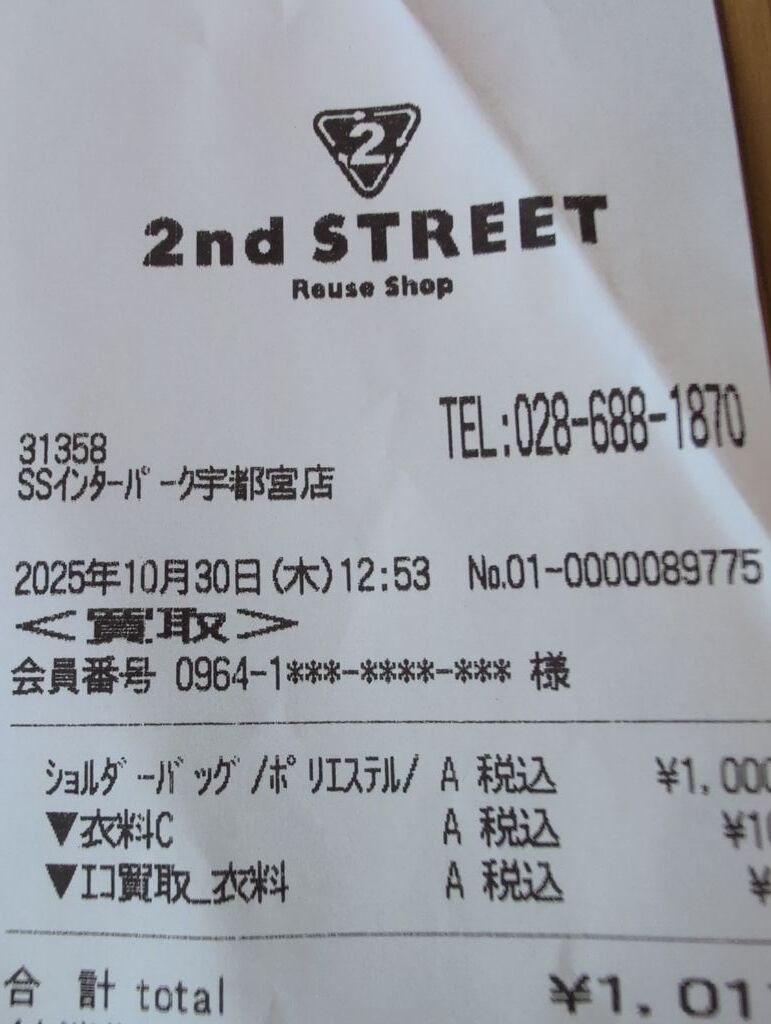 2
2nd STREET
Reuse Shop
TEL:028-688-1870
31358
SSインターパーク宇都宮店
2025年10月30日(木)12:53 No.01-0000089775
<買取>
会員番号 0964-1***-****-*** 様
ショルダーバッグ/ポリエステル/ A 税込 ¥1,000
▼衣料C A 税込 ¥10
▼エコ買取_衣料 A 税込 ¥
合 計 total ¥1,011